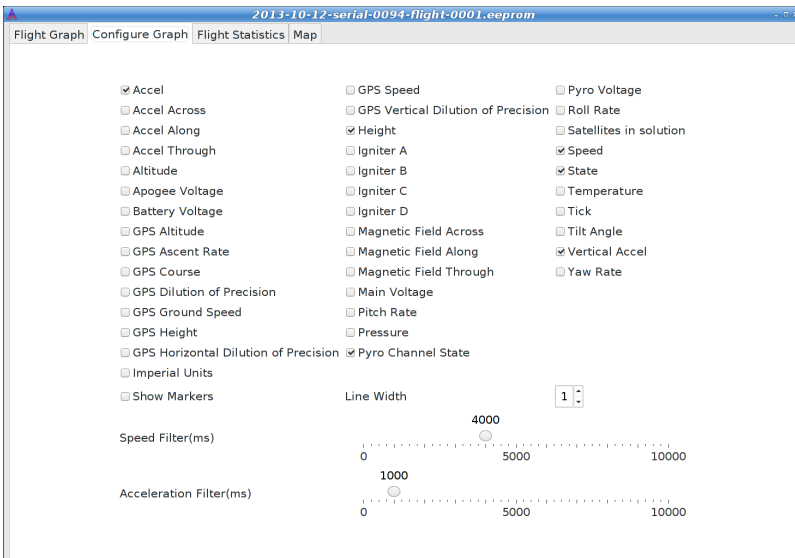 2013-10-12-serial-0094-flight-0001.eeprom
Flight Graph Configure Graph Flight Statistics Map
Accel GPS Speed Pyro Voltage
Accel Across GPS Vertical Dilution of Precision Roll Rate
Accel Along Height Satellites in solution
Accel Through Igniter A Speed
Altitude Igniter B State
Apogee Voltage Igniter C Temperature
Battery Voltage Igniter D Tick
GPS Altitude Magnetic Field Across Tilt Angle
GPS Ascent Rate Magnetic Field Along Vertical Accel
GPS Course Magnetic Field Through Yaw Rate
GPS Dilution of Precision Main Voltage
GPS Ground Speed Pitch Rate
GPS Height Pressure
GPS Horizontal Dilution of Precision Pyro Channel State
Imperial Units
Show Markers Line Width 1
4000
Speed Filter(ms)
0 5000 10000
1000
Acceleration Filter(ms)
0 5000 10000